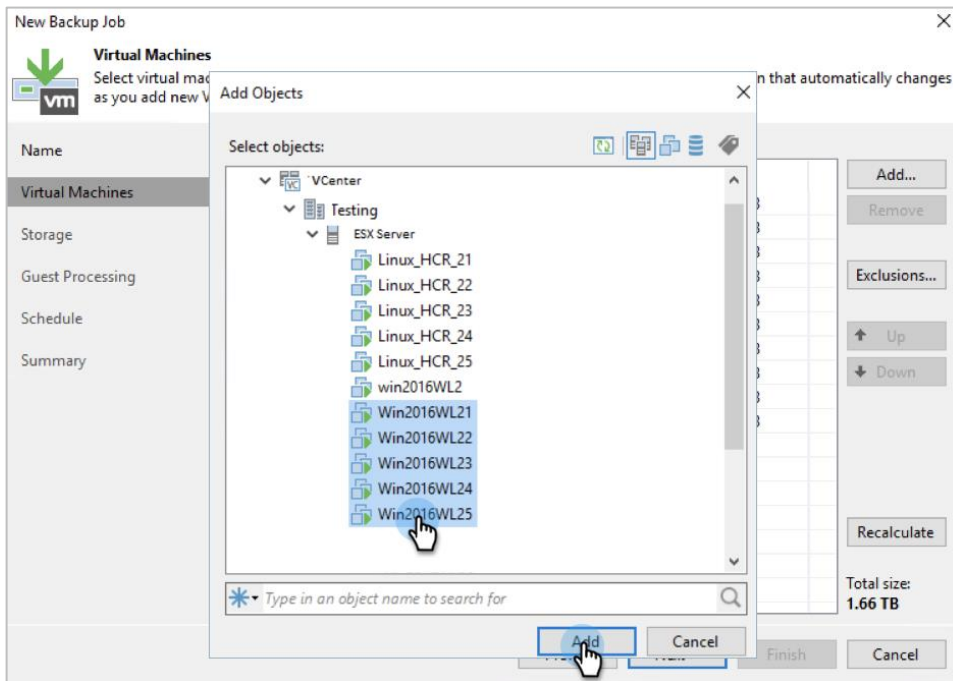 New Backup Job
Virtual Machines
Select virtual mac
n that automatically changes
as you add new V
Add Objects
Select objects:
Name
Virtual Machines
Storage
Guest Processing
Schedule
Summary
VCenter
Testing
ESX Server
Linux_HCR_21
Linux_HCR_22
Linux_HCR_23
Linux_HCR_24
Linux_HCR_25
win2016WL2
Win2016WL21
Win2016WL22
Win2016WL23
Win2016WL24
Win2016WL25
Type in an object name to search for
Add
Cancel
Add...
Remove
Exclusions...
Up
Down
Recalculate
Total size:
1.66 TB
Finish
Cancel
vm
VC